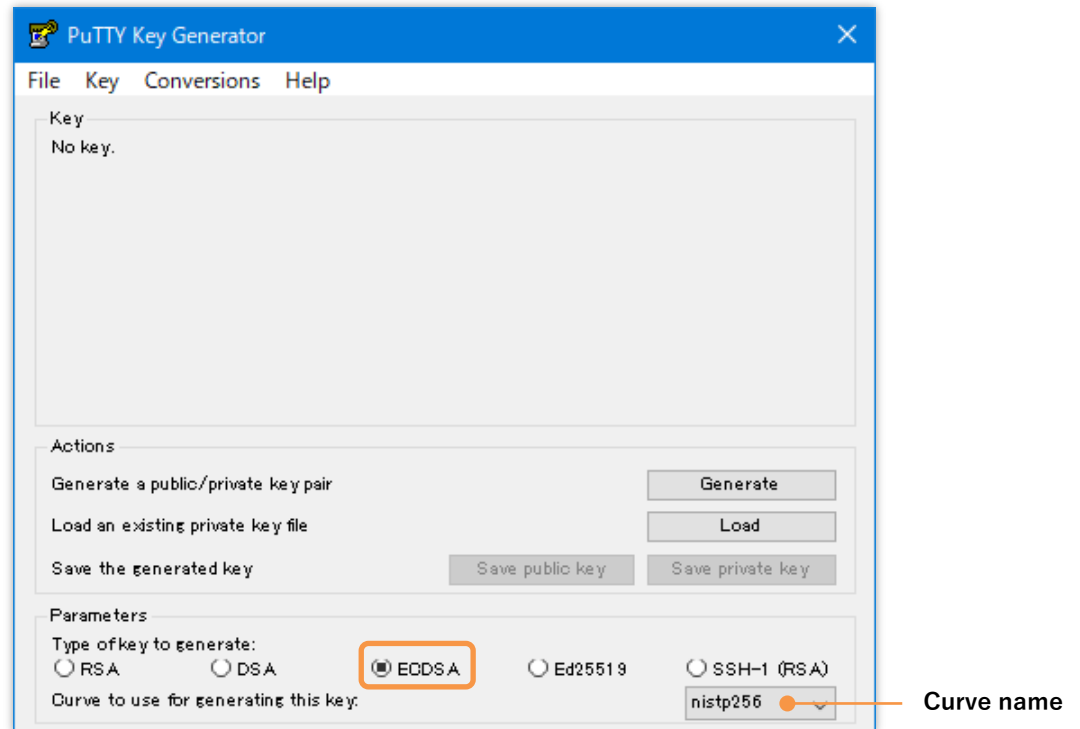 PuTTY Key Generator
File Key Conversions Help
Key
No key.
Actions
Generate a public/private key pair Generate
Load an existing private key file Load
Save the generated key Save public key Save private key
Parameters
Type of key to generate:
RSA DSA ECDSA Ed25519 SSH-1 (RSA)
Curve to use for generating this key: nistp256 Curve name